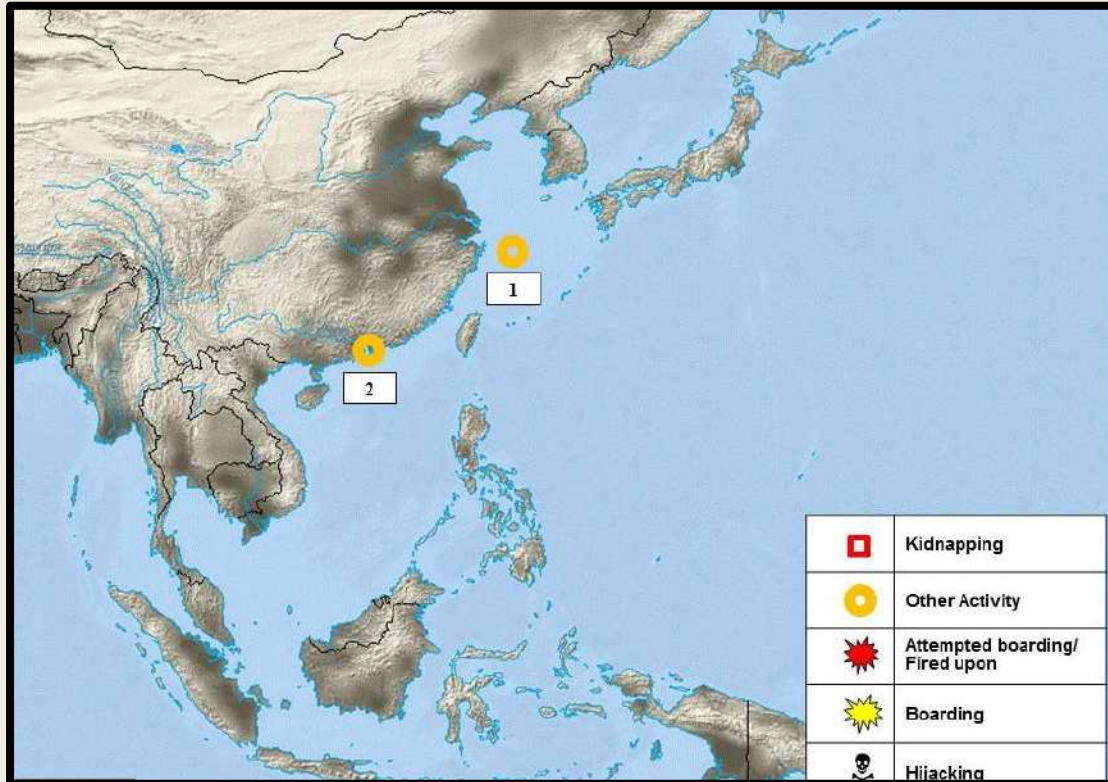 1
2
Kidnapping
Other Activity
Attempted boarding/
Fired upon
Boarding
Hijacking